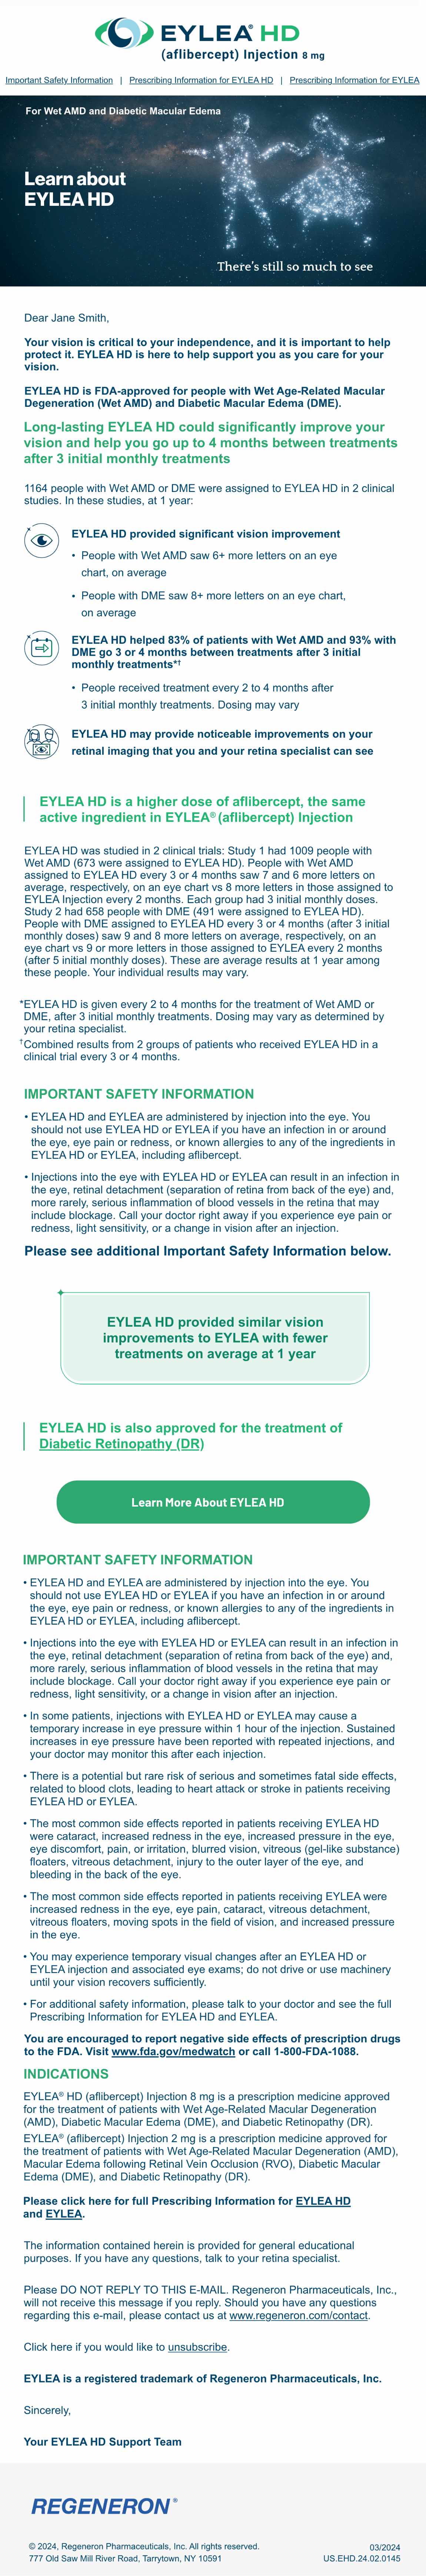 EYLEA® HD
(aflibercept) Injection 8 mg
Important Safety Information | Prescribing Information for EYLEA HD | Prescribing Information for EYLEA
For Wet AMD and Diabetic Macular Edema
Learn about
EYLEA HD
There's still so much to see
Dear Jane Smith,
Your vision is critical to your independence, and it is important to help
protect it. EYLEA HD is here to help support you as you care for your
vision.
EYLEA HD is FDA-approved for people with Wet Age-Related Macular
Degeneration (Wet AMD) and Diabetic Macular Edema (DME).
Long-lasting EYLEA HD could significantly improve your
vision and help you go up to 4 months between treatments
after 3 initial monthly treatments
1164 people with Wet AMD or DME were assigned to EYLEA HD in 2 clinical
studies. In these studies, at 1 year:
EYLEA HD provided significant vision improvement
• People with Wet AMD saw 6+ more letters on an eye
chart, on average
• People with DME saw 8+ more letters on an eye chart,
on average
EYLEA HD helped 83% of patients with Wet AMD and 93% with
DME go 3 or 4 months between treatments after 3 initial
monthly treatments*†
• People received treatment every 2 to 4 months after
3 initial monthly treatments. Dosing may vary
EYLEA HD may provide noticeable improvements on your
retinal imaging that you and your retina specialist can see
EYLEA HD is a higher dose of aflibercept, the same
active ingredient in EYLEA® (aflibercept) Injection
EYLEA HD was studied in 2 clinical trials: Study 1 had 1009 people with
Wet AMD (673 were assigned to EYLEA HD). People with Wet AMD
assigned to EYLEA HD every 3 or 4 months saw 7 and 6 more letters on
average, respectively, on an eye chart vs 8 more letters in those assigned to
EYLEA Injection every 2 months. Each group had 3 initial monthly doses.
Study 2 had 658 people with DME (491 were assigned to EYLEA HD).
People with DME assigned to EYLEA HD every 3 or 4 months (after 3 initial
monthly doses) saw 9 and 8 more letters on average, respectively, on an
eye chart vs 9 or more letters in those assigned to EYLEA every 2 months
(after 5 initial monthly doses). These are average results at 1 year among
these people. Your individual results may vary.
*EYLEA HD is given every 2 to 4 months for the treatment of Wet AMD or
DME, after 3 initial monthly treatments. Dosing may vary as determined by
your retina specialist.
†Combined results from 2 groups of patients who received EYLEA HD in a
clinical trial every 3 or 4 months.
IMPORTANT SAFETY INFORMATION
• EYLEA HD and EYLEA are administered by injection into the eye. You
should not use EYLEA HD or EYLEA if you have an infection in or around
the eye, eye pain or redness, or known allergies to any of the ingredients in
EYLEA HD or EYLEA, including aflibercept.
• Injections into the eye with EYLEA HD or EYLEA can result in an infection in
the eye, retinal detachment (separation of retina from back of the eye) and,
more rarely, serious inflammation of blood vessels in the retina that may
include blockage. Call your doctor right away if you experience eye pain or
redness, light sensitivity, or a change in vision after an injection.
Please see additional Important Safety Information below.
EYLEA HD provided similar vision
improvements to EYLEA with fewer
treatments on average at 1 year
EYLEA HD is also approved for the treatment of
Diabetic Retinopathy (DR)
Learn More About EYLEA HD
IMPORTANT SAFETY INFORMATION
• EYLEA HD and EYLEA are administered by injection into the eye. You
should not use EYLEA HD or EYLEA if you have an infection in or around
the eye, eye pain or redness, or known allergies to any of the ingredients in
EYLEA HD or EYLEA, including aflibercept.
• Injections into the eye with EYLEA HD or EYLEA can result in an infection in
the eye, retinal detachment (separation of retina from back of the eye) and,
more rarely, serious inflammation of blood vessels in the retina that may
include blockage. Call your doctor right away if you experience eye pain or
redness, light sensitivity, or a change in vision after an injection.
• In some patients, injections with EYLEA HD or EYLEA may cause a
temporary increase in eye pressure within 1 hour of the injection. Sustained
increases in eye pressure have been reported with repeated injections, and
your doctor may monitor this after each injection.
• There is a potential but rare risk of serious and sometimes fatal side effects,
related to blood clots, leading to heart attack or stroke in patients receiving
EYLEA HD or EYLEA.
• The most common side effects reported in patients receiving EYLEA HD
were cataract, increased redness in the eye, increased pressure in the eye,
eye discomfort, pain, or irritation, blurred vision, vitreous (gel-like substance)
floaters, vitreous detachment, injury to the outer layer of the eye, and
bleeding in the back of the eye.
• The most common side effects reported in patients receiving EYLEA were
increased redness in the eye, eye pain, cataract, vitreous detachment,
vitreous floaters, moving spots in the field of vision, and increased pressure
in the eye.
• You may experience temporary visual changes after an EYLEA HD or
EYLEA injection and associated eye exams; do not drive or use machinery
until your vision recovers sufficiently.
• For additional safety information, please talk to your doctor and see the full
Prescribing Information for EYLEA HD and EYLEA.
You are encouraged to report negative side effects of prescription drugs
to the FDA. Visit www.fda.gov/medwatch or call 1-800-FDA-1088.
INDICATIONS
EYLEA® HD (aflibercept) Injection 8 mg is a prescription medicine approved
for the treatment of patients with Wet Age-Related Macular Degeneration
(AMD), Diabetic Macular Edema (DME), and Diabetic Retinopathy (DR).
EYLEA® (aflibercept) Injection 2 mg is a prescription medicine approved for
the treatment of patients with Wet Age-Related Macular Degeneration (AMD),
Macular Edema following Retinal Vein Occlusion (RVO), Diabetic Macular
Edema (DME), and Diabetic Retinopathy (DR).
Please click here for full Prescribing Information for EYLEA HD
and EYLEA.
The information contained herein is provided for general educational
purposes. If you have any questions, talk to your retina specialist.
Please DO NOT REPLY TO THIS E-MAIL. Regeneron Pharmaceuticals, Inc.,
will not receive this message if you reply. Should you have any questions
regarding this e-mail, please contact us at www.regeneron.com/contact.
Click here if you would like to unsubscribe.
EYLEA is a registered trademark of Regeneron Pharmaceuticals, Inc.
Sincerely,
Your EYLEA HD Support Team
REGENERON®
© 2024, Regeneron Pharmaceuticals, Inc. All rights reserved.
777 Old Saw Mill River Road, Tarrytown, NY 10591
03/2024
US.EHD.24.02.0145